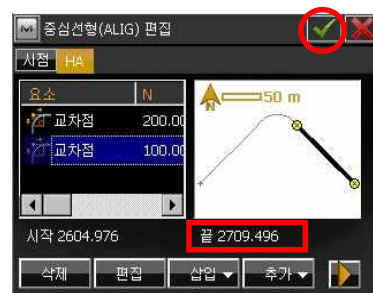 중심선형(ALIG) 편집
시점 HA
요소 N
교차점 200.00
교차점 100.00
N 50 m
시작 2604.976 끝 2709.496
삭제 편집 삽입 추가